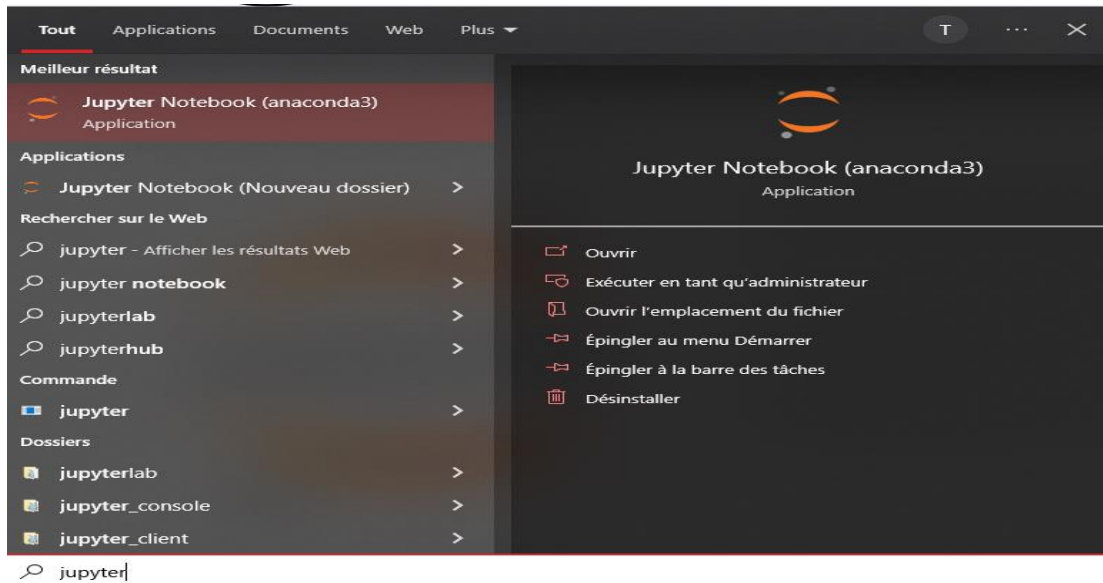 Tout Applications Documents Web Plus
T ...
Meilleur résultat
Jupyter Notebook (anaconda3)
Application
Applications
Jupyter Notebook (Nouveau dossier)
Rechercher sur le Web
jupyter - Afficher les résultats Web
jupyter notebook
jupyterlab
jupyterhub
Commande
jupyter
Dossiers
jupyterlab
jupyter_console
jupyter_client
jupyter
Jupyter Notebook (anaconda3)
Application
Ouvrir
Exécuter en tant qu'administrateur
Ouvrir l'emplacement du fichier
Épingler au menu Démarrer
Épingler à la barre des tâches
Désinstaller